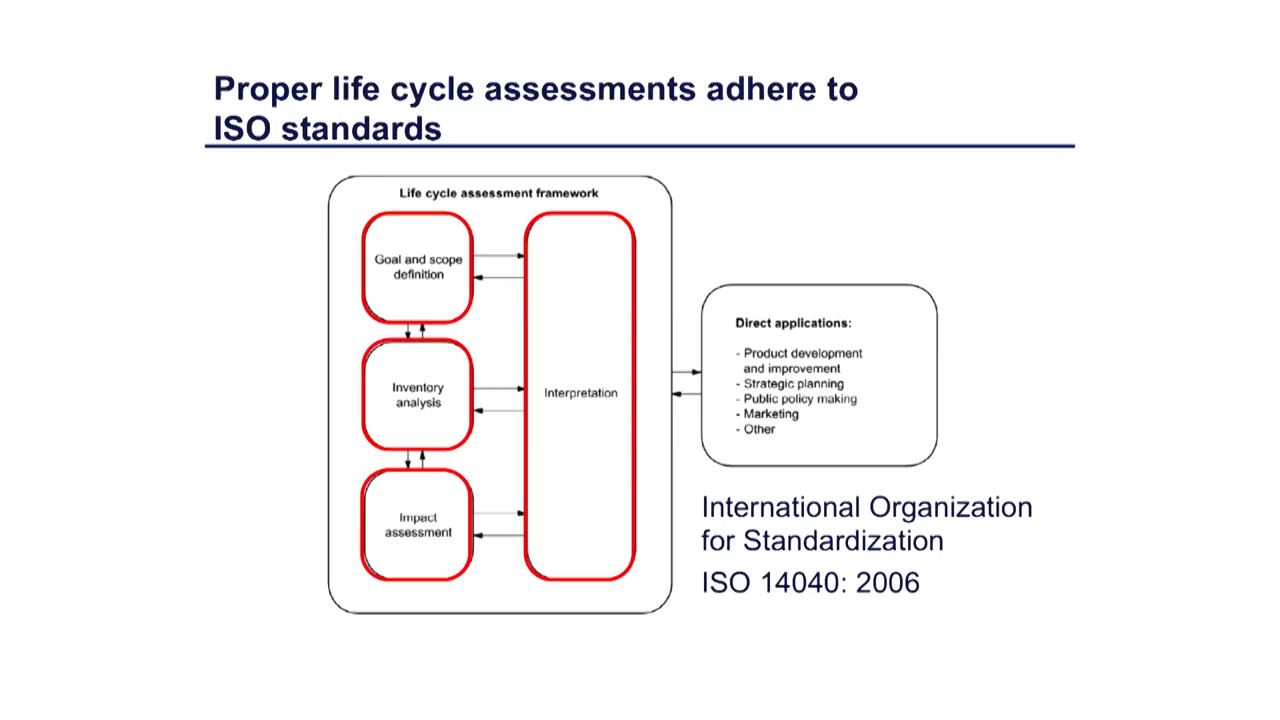 Proper life cycle assessments adhere to
ISO standards
Life cycle assessment framework
Goal and scope
definition
Inventory
analysis
Impact
assessment
Interpretation
Direct applications:
- Product development
and improvement
- Strategic planning
- Public policy making
- Marketing
- Other
International Organization
for Standardization
ISO 14040: 2006